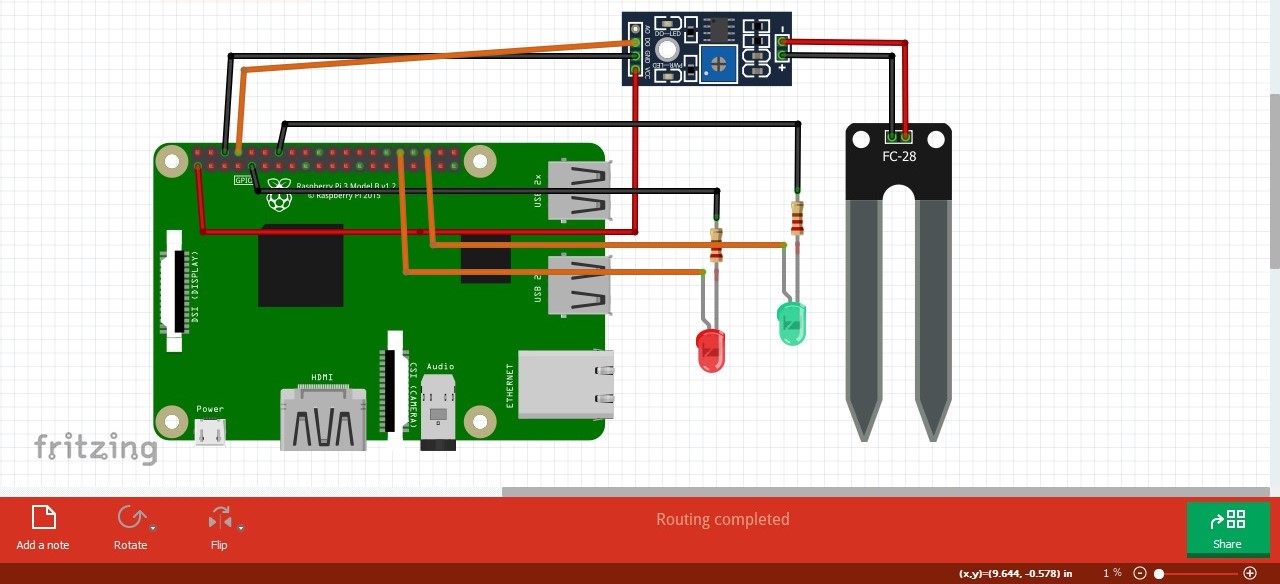 AO DO GND VCC
DO-LED
PWR-LED
-
+
FC-28
GPIO
Raspberry Pi 3 Model B v1.2
© Raspberry Pi 2015
USB 2x
DSI (DISPLAY)
USB 2
HDMI
CSI (CAMERA)
Audio
ETHERNET
Power
fritzing
Routing completed
Add a note
Rotate
Flip
Share
(x,y)=(9.644, -0.578) in
1 %